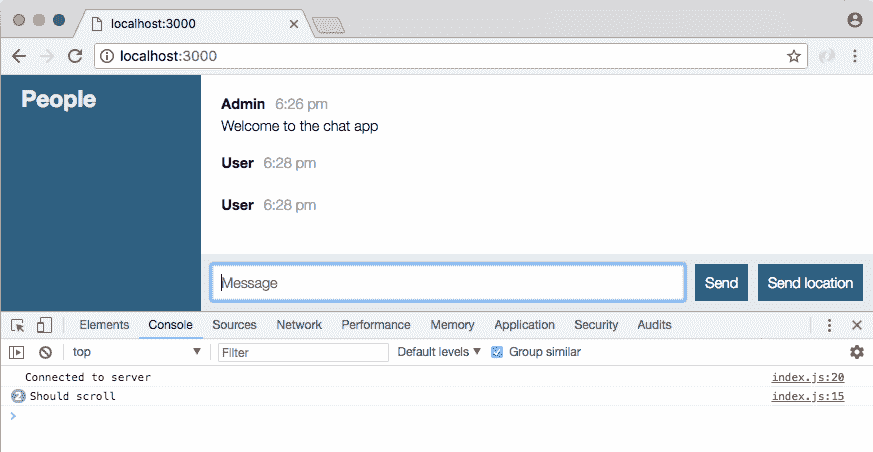 localhost:3000
localhost:3000
People
Admin 6:26 pm
Welcome to the chat app
User 6:28 pm
User 6:28 pm
Message
Send
Send location
Elements Console Sources Network Performance Memory Application Security Audits
top Filter Default levels Group similar
Connected to server index.js:20
2 Should scroll index.js:15